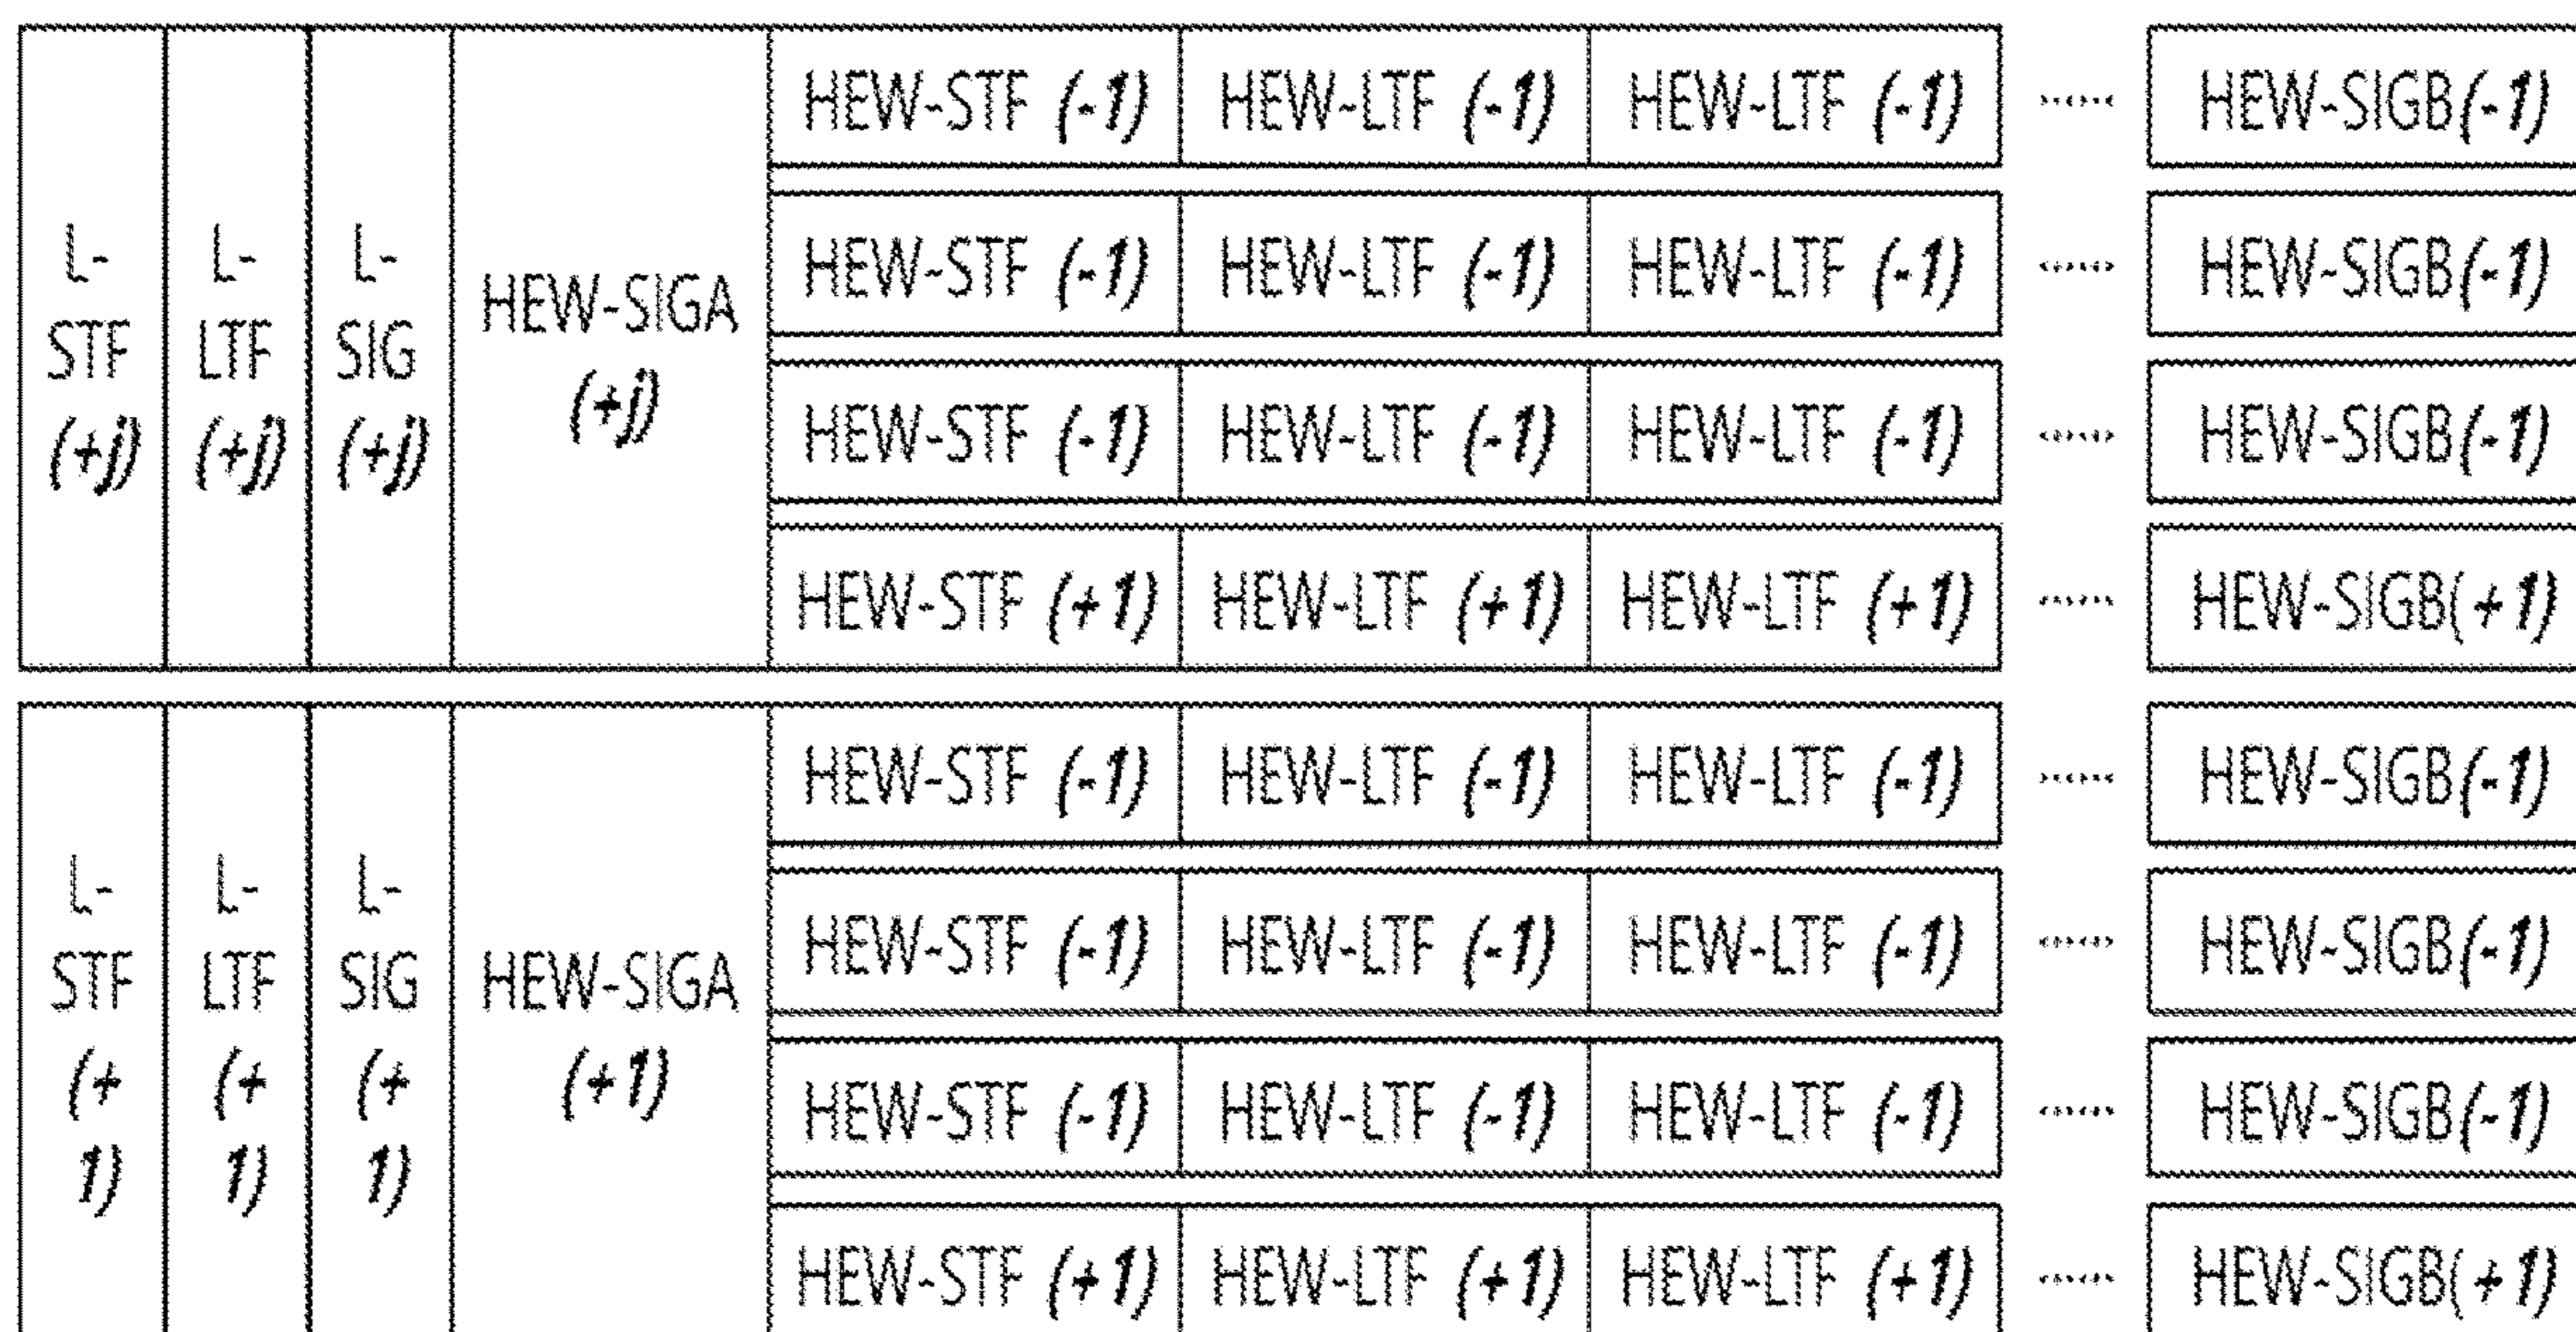 L-
STF
(+j)
L-
LTF
(+j)
L-
SIG
(+j)
HEW-SIGA
(+j)
HEW-STF (-1) HEW-LTF (-1) HEW-LTF (-1) ...... HEW-SIGB(-1)
HEW-STF (-1) HEW-LTF (-1) HEW-LTF (-1) ...... HEW-SIGB(-1)
HEW-STF (-1) HEW-LTF (-1) HEW-LTF (-1) ...... HEW-SIGB(-1)
HEW-STF (+1) HEW-LTF (+1) HEW-LTF (+1) ...... HEW-SIGB(+1)
L-
STF
(+
1)
L-
LTF
(+
1)
L-
SIG
(+
1)
HEW-SIGA
(+1)
HEW-STF (-1) HEW-LTF (-1) HEW-LTF (-1) ...... HEW-SIGB(-1)
HEW-STF (-1) HEW-LTF (-1) HEW-LTF (-1) ...... HEW-SIGB(-1)
HEW-STF (-1) HEW-LTF (-1) HEW-LTF (-1) ...... HEW-SIGB(-1)
HEW-STF (+1) HEW-LTF (+1) HEW-LTF (+1) ...... HEW-SIGB(+1)